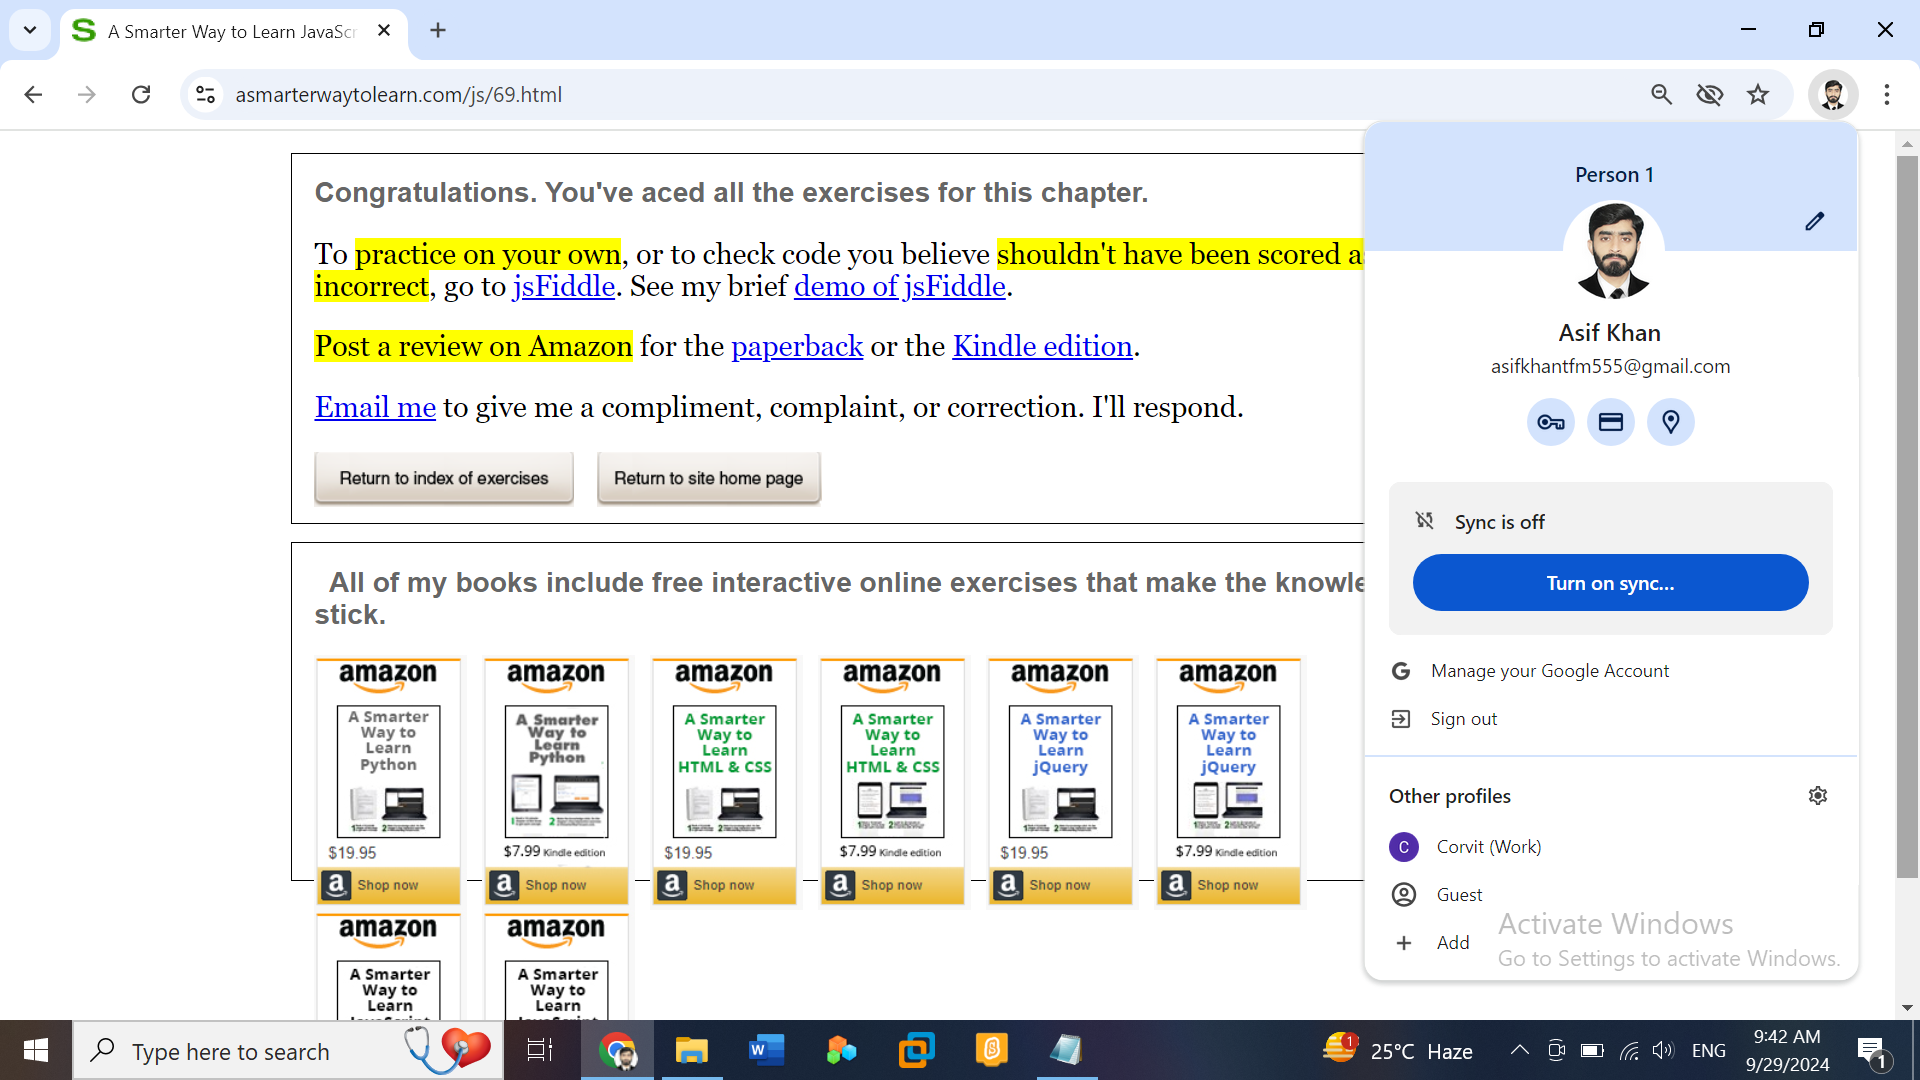 A Smarter Way to Learn JavaScr
asmarterwaytolearn.com/js/69.html
Congratulations. You've aced all the exercises for this chapter.
To practice on your own, or to check code you believe shouldn't have been scored a
incorrect, go to jsFiddle. See my brief demo of jsFiddle.
Post a review on Amazon for the paperback or the Kindle edition.
Email me to give me a compliment, complaint, or correction. I'll respond.
Return to index of exercises
Return to site home page
All of my books include free interactive online exercises that make the knowle
stick.
amazon
A Smarter
Way to
Learn
Python
$19.95
Shop now
amazon
A Smarter
Way to
Learn
Python
$7.99 Kindle edition
Shop now
amazon
A Smarter
Way to
Learn
HTML & CSS
$19.95
Shop now
amazon
A Smarter
Way to
Learn
HTML & CSS
$7.99 Kindle edition
Shop now
amazon
A Smarter
Way to
Learn
jQuery
$19.95
Shop now
amazon
A Smarter
Way to
Learn
jQuery
$7.99 Kindle edition
Shop now
amazon
A Smarter
Way to
Learn
amazon
A Smarter
Way to
Learn
Person 1
Asif Khan
asifkhantfm555@gmail.com
Sync is off
Turn on sync...
Manage your Google Account
Sign out
Other profiles
C
Corvit (Work)
Guest
Add
Activate Windows
Go to Settings to activate Windows.
Type here to search
1
25°C Haze
ENG
9:42 AM
9/29/2024
1